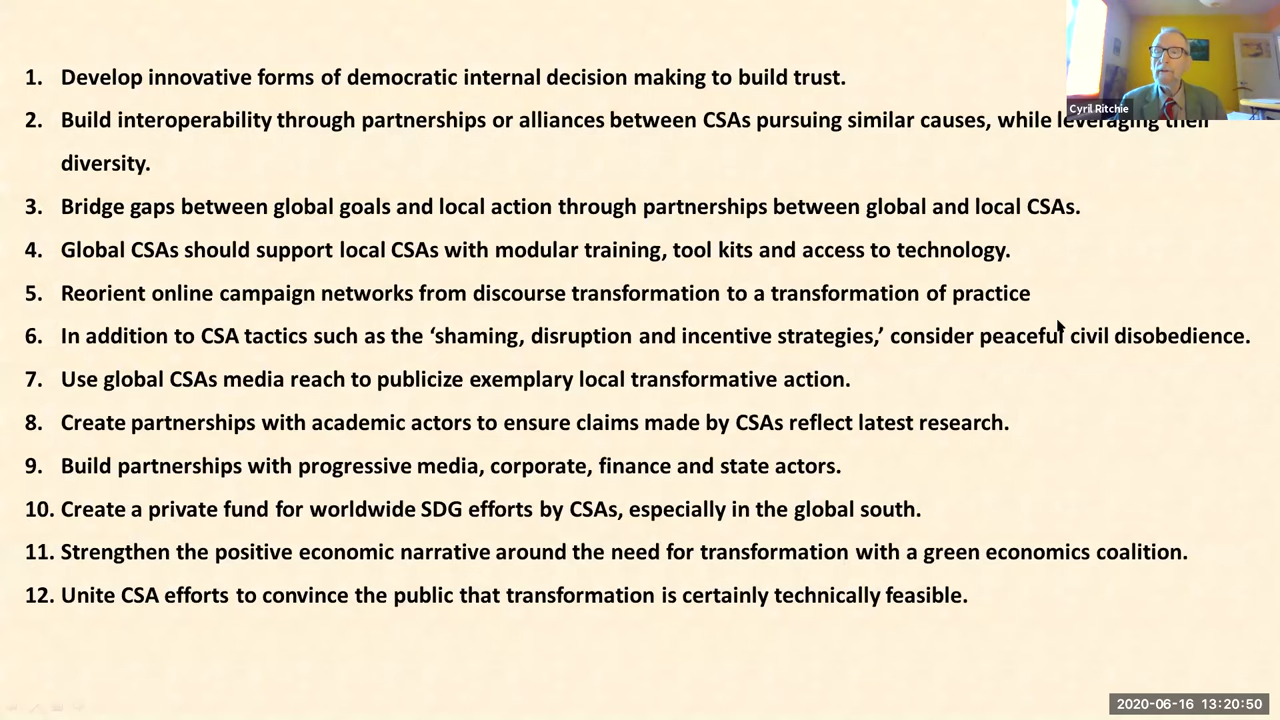 Cyril Ritchie
1. Develop innovative forms of democratic internal decision making to build trust.
2. Build interoperability through partnerships or alliances between CSAs pursuing similar causes, while leveraging their
diversity.
3. Bridge gaps between global goals and local action through partnerships between global and local CSAs.
4. Global CSAs should support local CSAs with modular training, tool kits and access to technology.
5. Reorient online campaign networks from discourse transformation to a transformation of practice
6. In addition to CSA tactics such as the ‘shaming, disruption and incentive strategies,’ consider peaceful civil disobedience.
7. Use global CSAs media reach to publicize exemplary local transformative action.
8. Create partnerships with academic actors to ensure claims made by CSAs reflect latest research.
9. Build partnerships with progressive media, corporate, finance and state actors.
10. Create a private fund for worldwide SDG efforts by CSAs, especially in the global south.
11. Strengthen the positive economic narrative around the need for transformation with a green economics coalition.
12. Unite CSA efforts to convince the public that transformation is certainly technically feasible.
2020-06-16 13:20:50